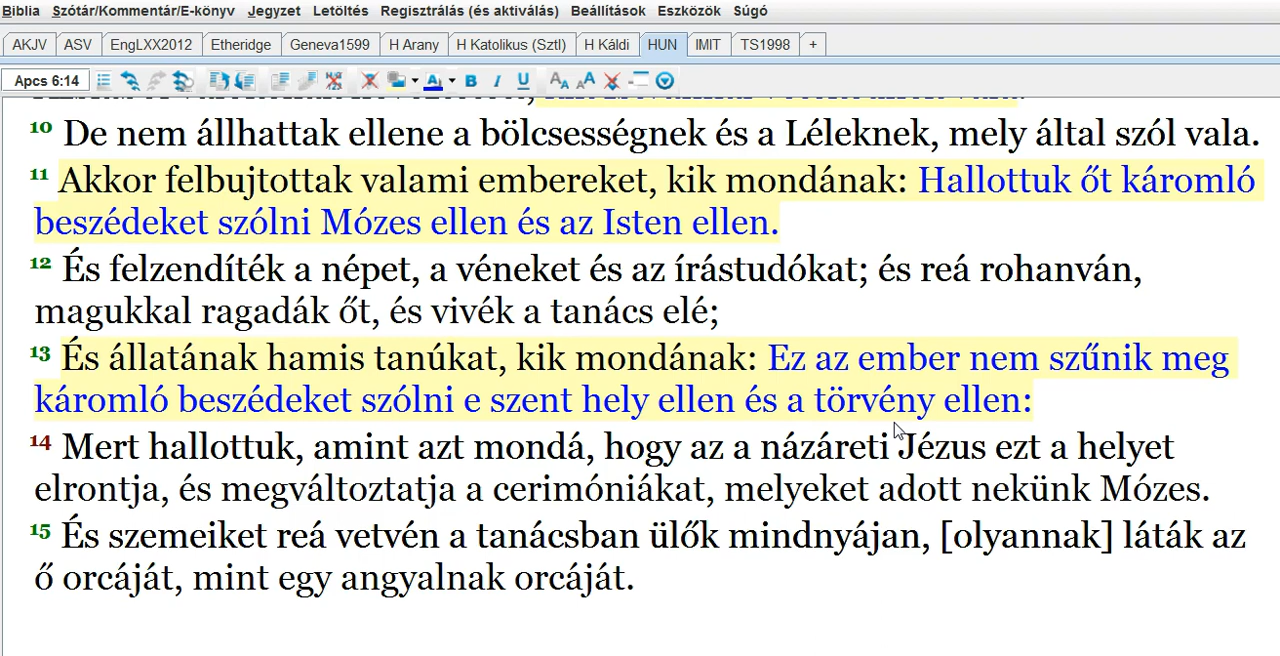 Biblia Szótár/Kommentár/E-könyv Jegyzet Letöltés Regisztrálás (és aktiválás) Beállítások Eszközök Súgó
AKJV ASV EngLXX2012 Etheridge Geneva1599 H Arany H Katolikus (Sztl) H Káldi HUN IMIT TS1998 +
Apcs 6:14 A B I U A A A A
10 De nem állhattak ellene a bölcsességnek és a Léleknek, mely által szól vala.
11 Akkor felbujtottak valami embereket, kik mondának: Hallottuk őt káromló
beszédeket szólni Mózes ellen és az Isten ellen.
12 És felzendíték a népet, a véneket és az írástudókat; és reá rohanván,
magukkal ragadák őt, és vivék a tanács elé;
13 És állatának hamis tanúkat, kik mondának: Ez az ember nem szűnik meg
káromló beszédeket szólni e szent hely ellen és a törvény ellen:
14 Mert hallottuk, amint azt mondá, hogy az a názáreti Jézus ezt a helyet
elrontja, és megváltoztatja a cerimóniákat, melyeket adott nekünk Mózes.
15 És szemeiket reá vetvén a tanácsban ülők mindnyájan, [olyannak] láták az
ő orcáját, mint egy angyalnak orcáját.